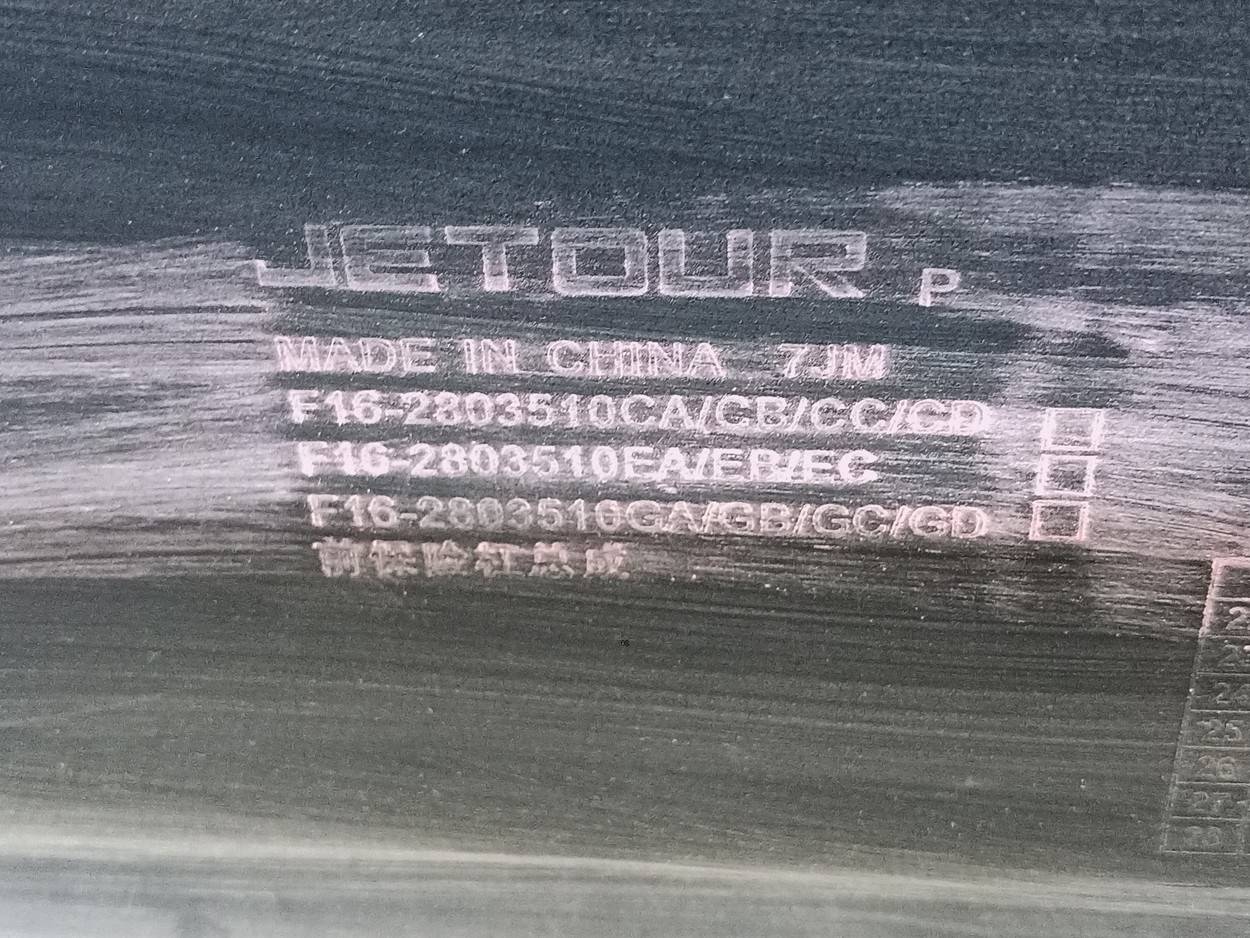 JETOUR P
MADE IN CHINA 7JM
F16-2803510CA/CB/CC/CD
F16-2803510EA/EB/EC
F16-2803510GA/GB/GC/GD
前保险杠总成
24
25
26
27
28